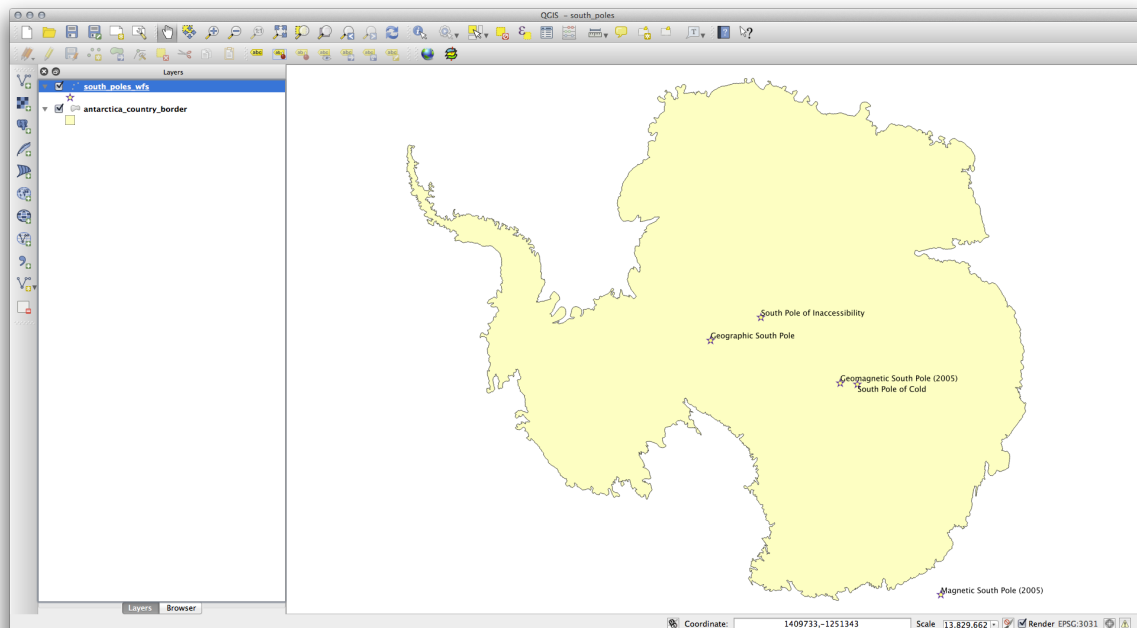 QGIS - south_poles
Layers
south_poles_wfs
antarctica_country_border
South Pole of Inaccessibility
Geographic South Pole
Geomagnetic South Pole (2005)
South Pole of Cold
Magnetic South Pole (2005)
Layers Browser
Coordinate: 1409733,-1251343 Scale 13.829.662 Render EPSG:3031